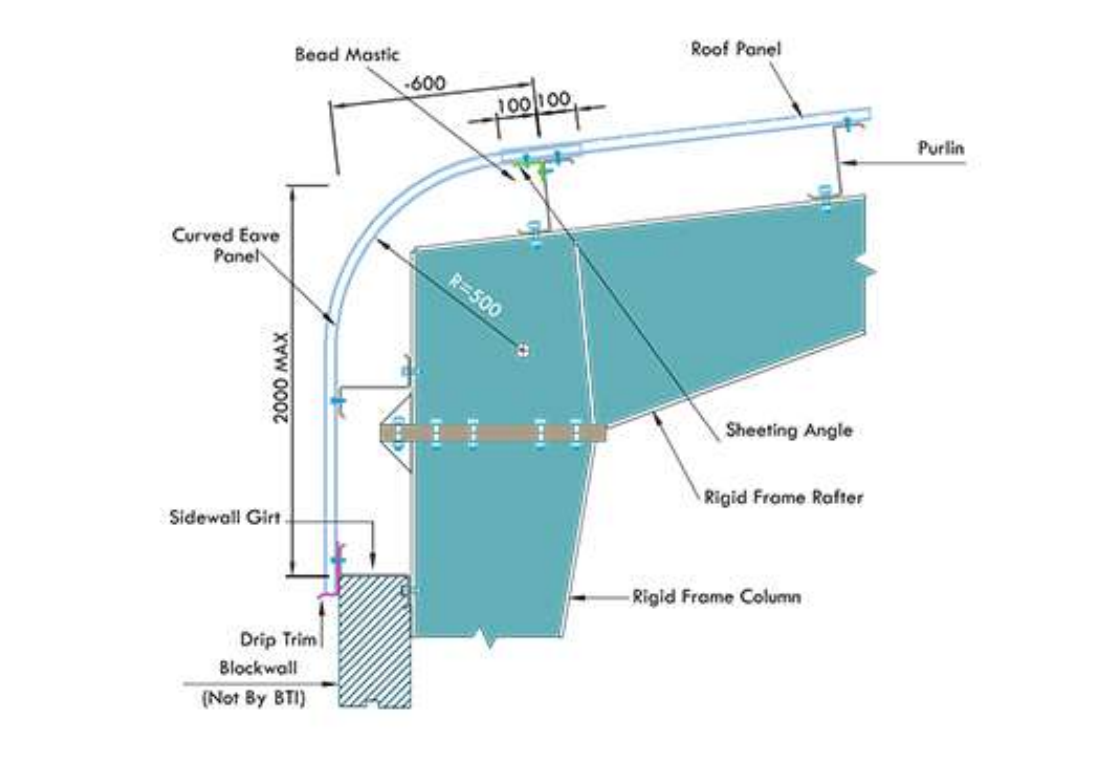 Bead Mastic
Roof Panel
-600
100
100
Purlin
Curved Eave
Panel
R=500
2000 MAX
Sheeting Angle
Rigid Frame Rafter
Sidewall Girt
Rigid Frame Column
Drip Trim
Blockwall
(Not By BTI)